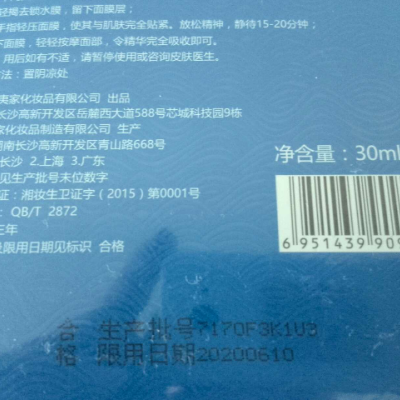 轻揭去锁水膜，留下面膜层；
手指轻压面膜，使其与肌肤完全贴紧。放松精神，静待15-20分钟；
下面膜，轻轻按摩面部，令精华完全吸收即可。
用后如有不适，请暂停使用或咨询皮肤医生。
法：置阴凉处
家化妆品有限公司 出品
长沙高新开发区岳麓西大道588号芯城科技园9栋
家化妆品制造有限公司 生产
南长沙高新开发区青山路668号
长沙 2.上海 3.广东
见生产批号末位数字
证：湘妆生卫证字（2015）第0001号
：QB/T 2872
三年
限用日期见标识 合格
净含量：30ml
6 951439 909
合 生产批号7170F3K1U3
格 限用日期20200610